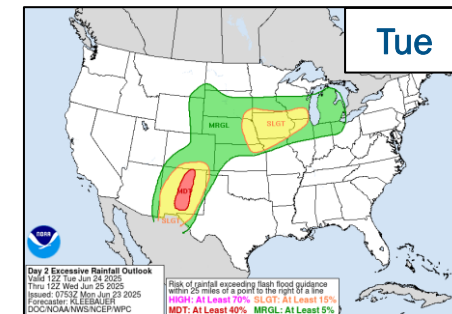 Tue
MRGL
SLGT
MDT
SLGT
NOAA
Day 2 Excessive Rainfall Outlook
Valid 12Z Tue Jun 24 2025
Thru 12Z Wed Jun 25 2025
Issued: 0753Z Mon Jun 23 2025
Forecaster: KLEEBAUER
DOC/NOAA/NWS/NCEP/WPC
Risk of rainfall exceeding flash flood guidance
within 25 miles of a point to the right of a line
HIGH: At Least 70% SLGT: At Least 15%
MDT: At Least 40% MRGL: At Least 5%